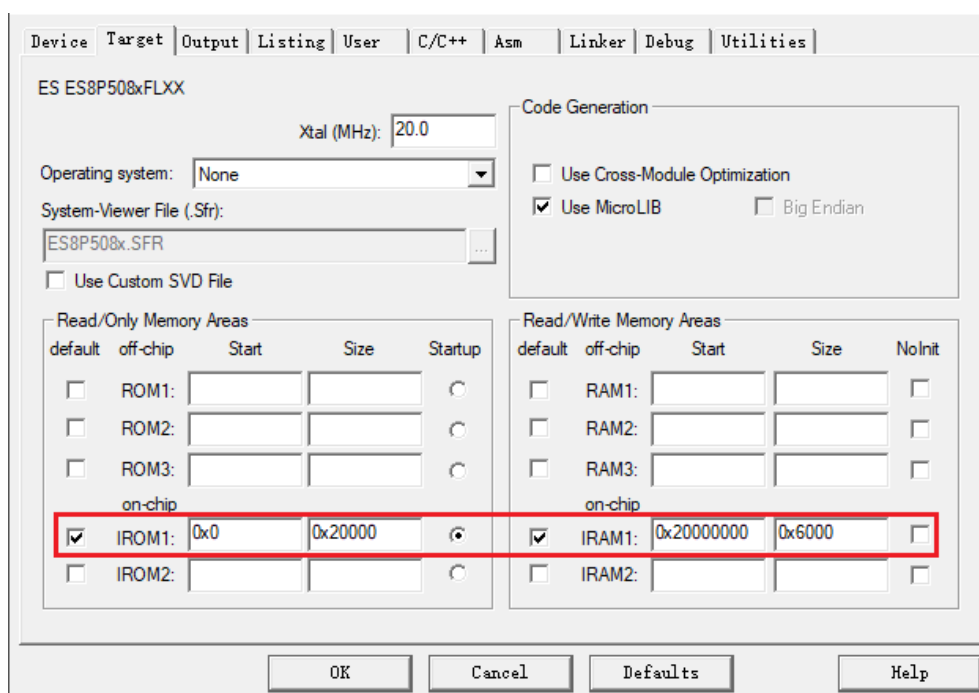 Device Target Output Listing User C/C++ Asm Linker Debug Utilities
ES ES8P508xFLXX
Xtal (MHz): 20.0
Operating system: None
System-Viewer File (.Sfr):
ES8P508x.SFR ...
Use Custom SVD File
Code Generation
Use Cross-Module Optimization
Use MicroLIB Big Endian
Read/Only Memory Areas
default off-chip Start Size Startup
ROM1:
ROM2:
ROM3:
on-chip
IROM1: 0x0 0x20000
IROM2:
Read/Write Memory Areas
default off-chip Start Size NoInit
RAM1:
RAM2:
RAM3:
on-chip
IRAM1: 0x20000000 0x6000
IRAM2:
OK Cancel Defaults Help